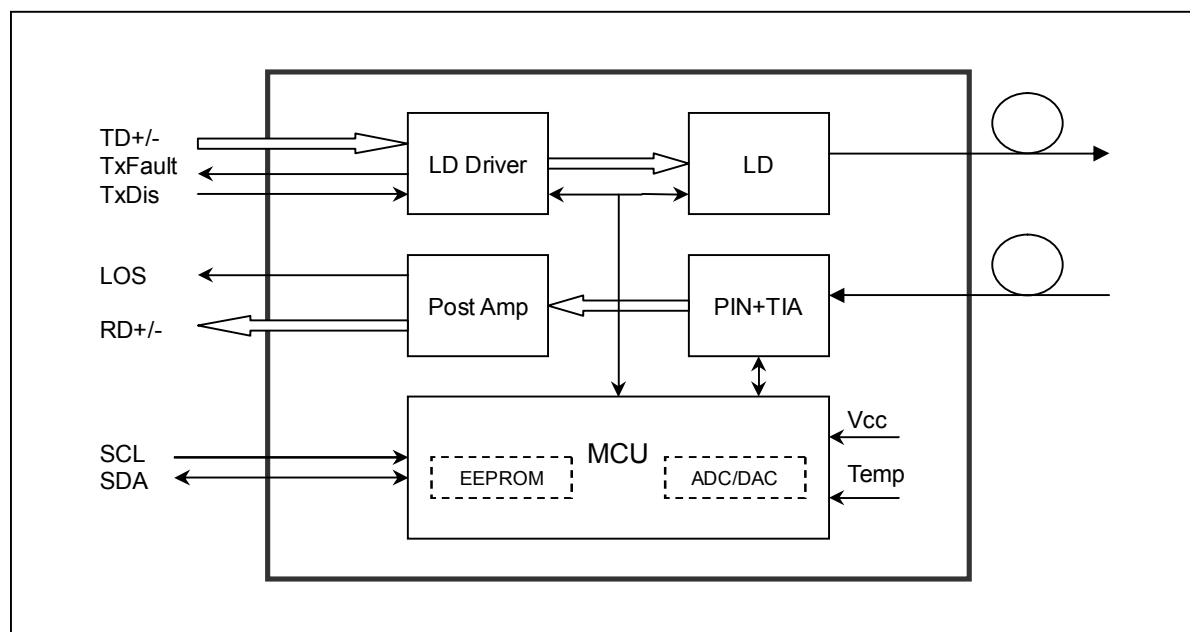 TD+/-
TxFault
TxDis
LD Driver
LD
LOS
RD+/-
Post Amp
PIN+TIA
SCL
SDA
MCU
EEPROM
ADC/DAC
Vcc
Temp